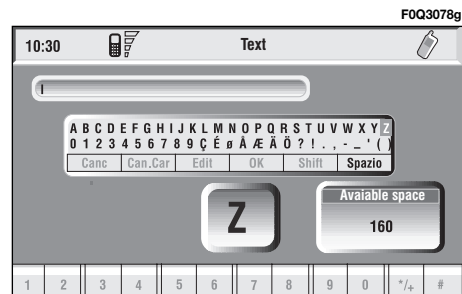 F0Q3078g
10:30 Text
I
A B C D E F G H I J K L M N O P Q R S T U V W X Y Z
0 1 2 3 4 5 6 7 8 9 Ç É ø Å Æ Ä Ö ? ! . , - _ ' ( )
Canc Can.Car Edit OK Shift Spazio
Avaiable space
Z
160
1 2 3 4 5 6 7 8 9 0 */+ #